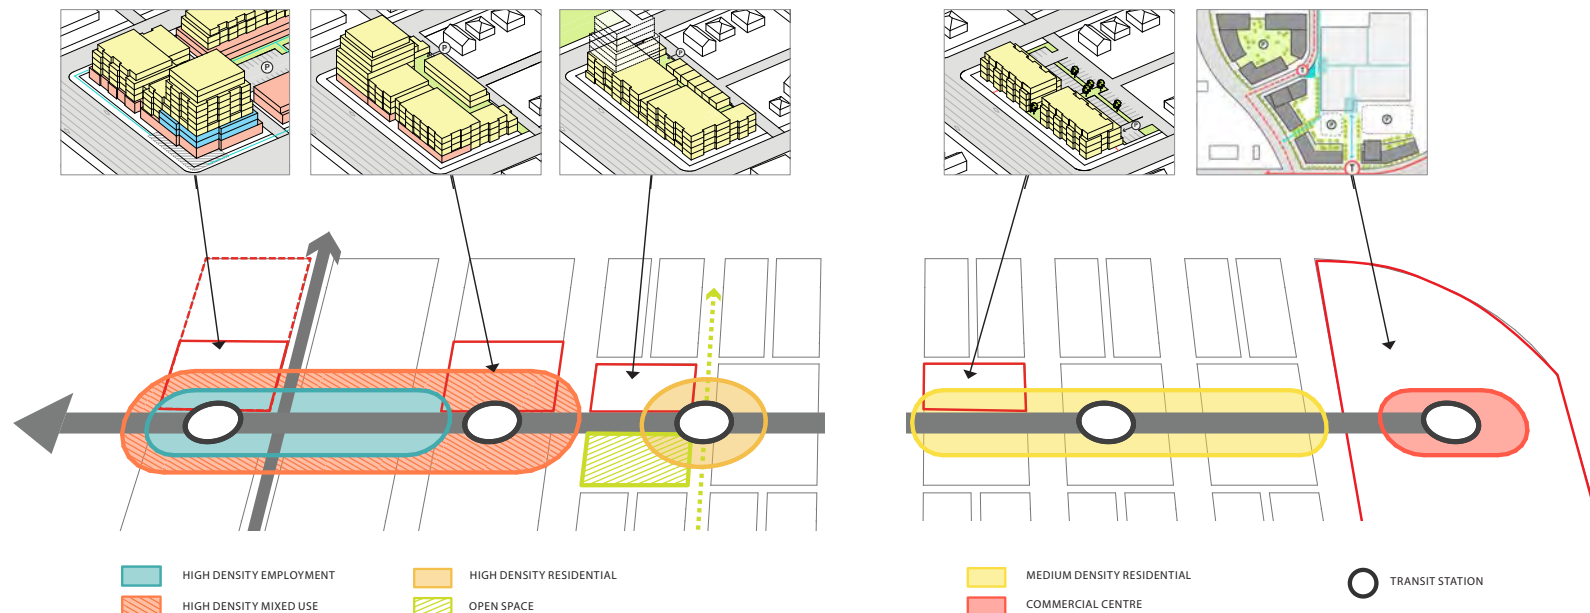 P
P
P
P
P
T
P
P
T
HIGH DENSITY EMPLOYMENT
HIGH DENSITY RESIDENTIAL
MEDIUM DENSITY RESIDENTIAL
TRANSIT STATION
HIGH DENSITY MIXED USE
OPEN SPACE
COMMERCIAL CENTRE